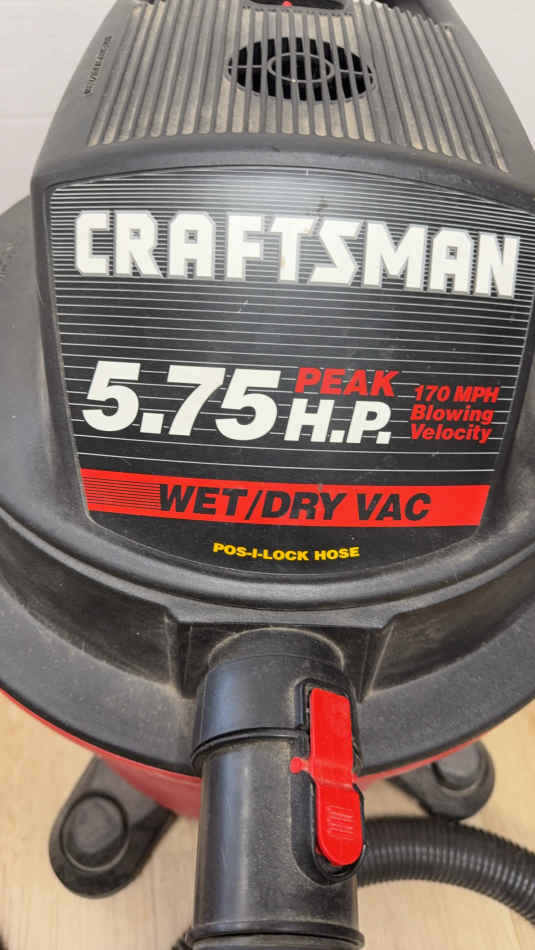 CRAFTSMAN
5.75 PEAK H.P.
170 MPH
Blowing
Velocity
WET/DRY VAC
POS-I-LOCK HOSE